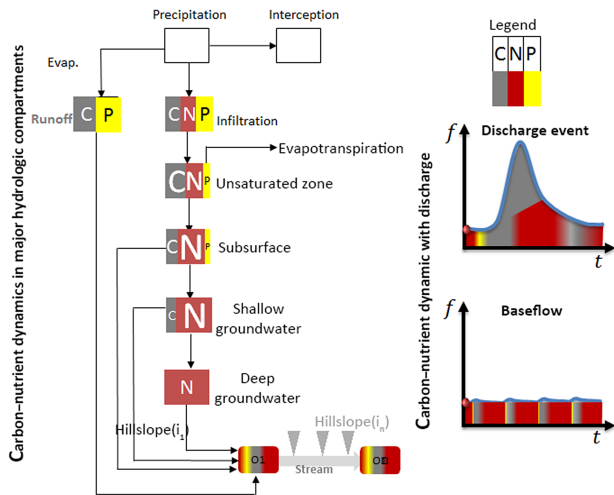 Carbon–nutrient dynamics in major hydrologic compartments
Precipitation
Interception
Evap.
Runoff
C P
C N P
Infiltration
Evapotranspiration
C N P
Unsaturated zone
C N P
Subsurface
C N
Shallow
groundwater
N
Deep
groundwater
Hillslope(i1)
Hillslope(in)
O1
Stream
On
Carbon–nutrient dynamic with discharge
Legend
C N P
f
Discharge event
t
f
Baseflow
t